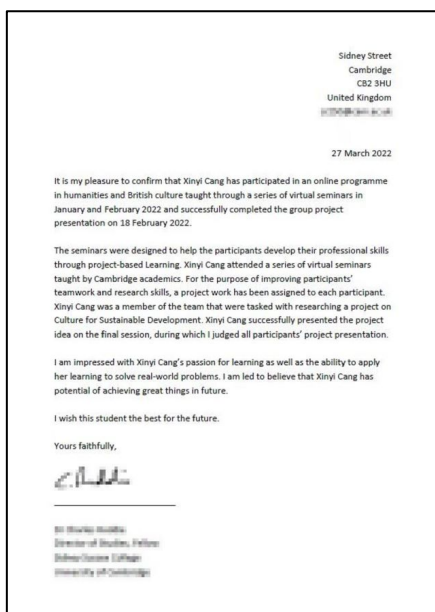 Sidney Street
Cambridge
CB2 3HU
United Kingdom
27 March 2022
It is my pleasure to confirm that Xinyi Cang has participated in an online programme
in humanities and British culture taught through a series of virtual seminars in
January and February 2022 and successfully completed the group project
presentation on 18 February 2022.
The seminars were designed to help the participants develop their professional skills
through project-based Learning. Xinyi Cang attended a series of virtual seminars
taught by Cambridge academics. For the purpose of improving participants'
teamwork and research skills, a project work has been assigned to each participant.
Xinyi Cang was a member of the team that were tasked with researching a project on
Culture for Sustainable Development. Xinyi Cang successfully presented the project
idea on the final session, during which I judged all participants' project presentation.
I am impressed with Xinyi Cang's passion for learning as well as the ability to apply
her learning to solve real-world problems. I am led to believe that Xinyi Cang has
potential of achieving great things in future.
I wish this student the best for the future.
Yours faithfully,